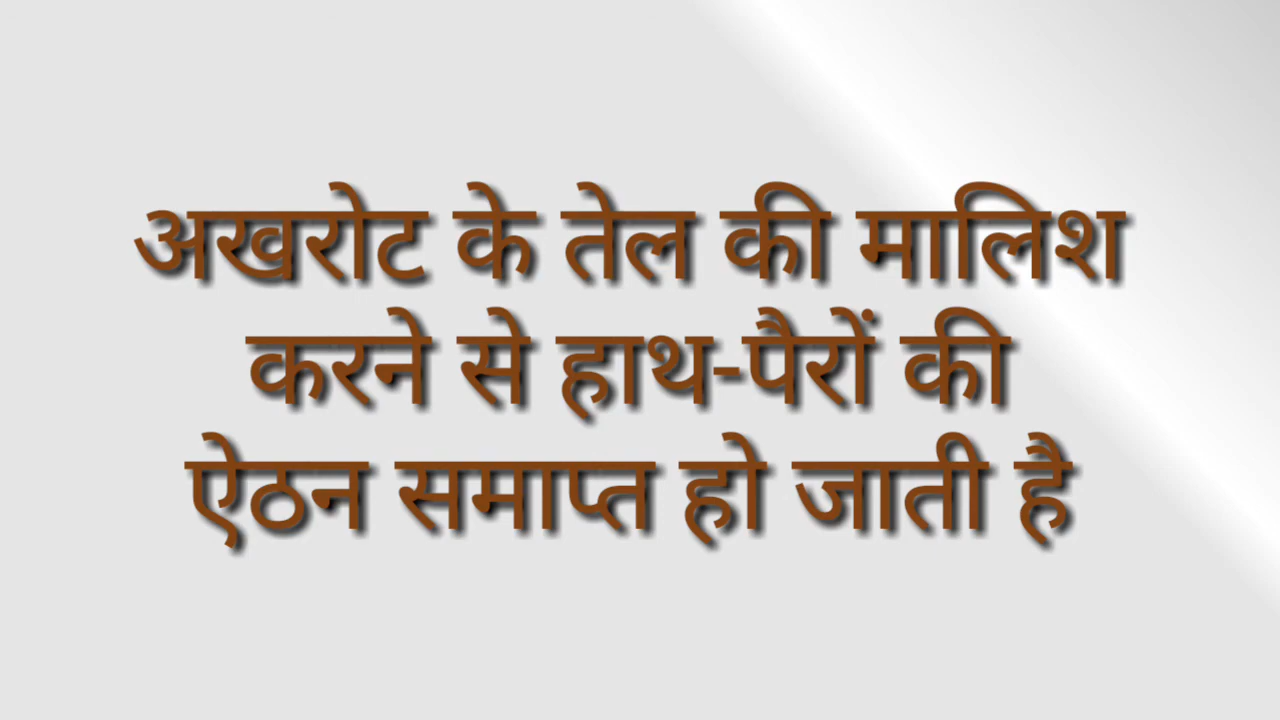 अखरोट के तेल की मालिश
करने से हाथ-पैरों की
ऐठन समाप्त हो जाती है